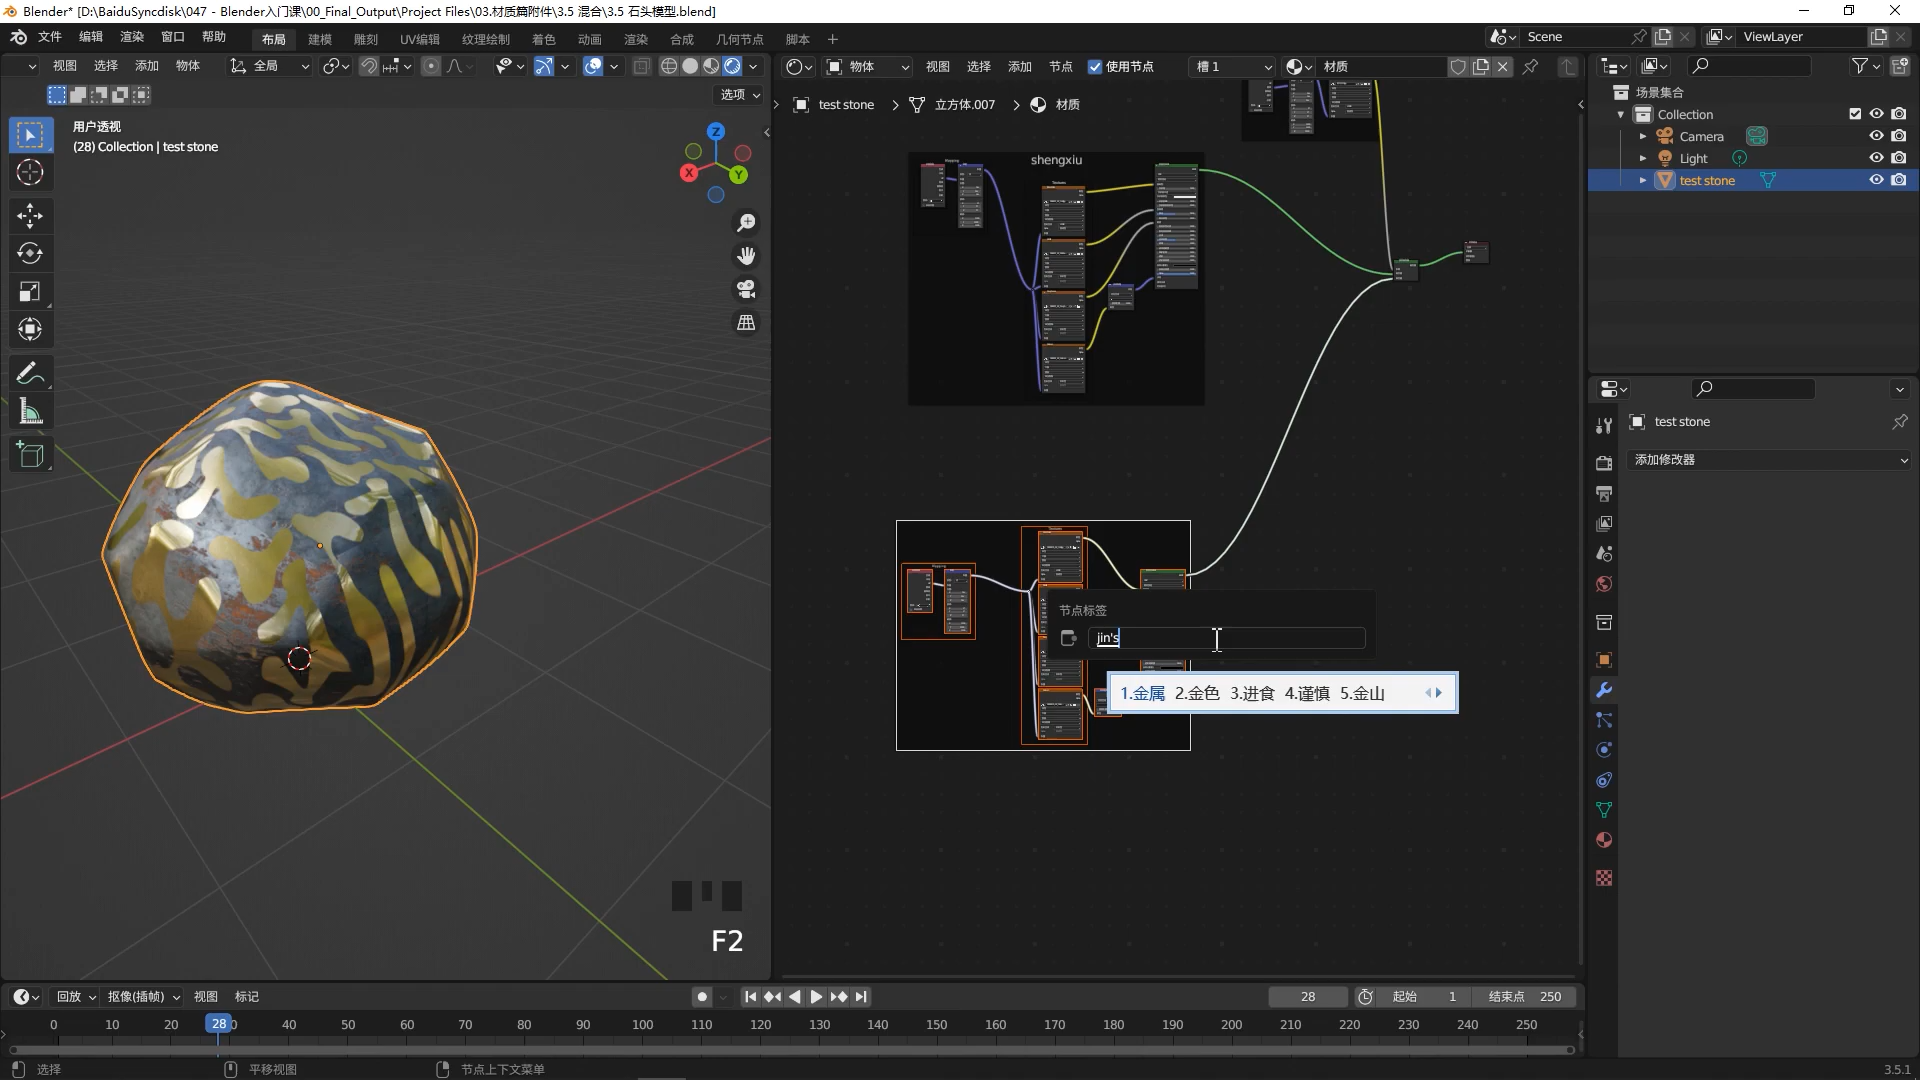 Blender* [D:\BaiduSyncdisk\047 - Blender入门课\00_Final_Output\Project Files\03.材质篇附件\3.5 混合\3.5 石头模型.blend]
文件 编辑 渲染 窗口 帮助 布局 建模 雕刻 UV编辑 纹理绘制 着色 动画 渲染 合成 几何节点 脚本 + Scene ViewLayer
视图 选择 添加 物体 全局 物体 视图 选择 添加 节点 使用节点 槽 1 材质
选项
test stone > 立方体.007 > 材质
用户透视
(28) Collection | test stone
Z
X
Y
shengxiu
场景集合
Collection
Camera
Light
test stone
test stone
添加修改器
节点标签
jin's
1.金属 2.金色 3.进食 4.谨慎 5.金山
F2
回放 抠像(插帧) 视图 标记 28 起始 1 结束点 250
0 10 20 28 0 40 50 60 70 80 90 100 110 120 130 140 150 160 170 180 190 200 210 220 230 240 250
选择 平移视图 节点上下文菜单 3.5.1